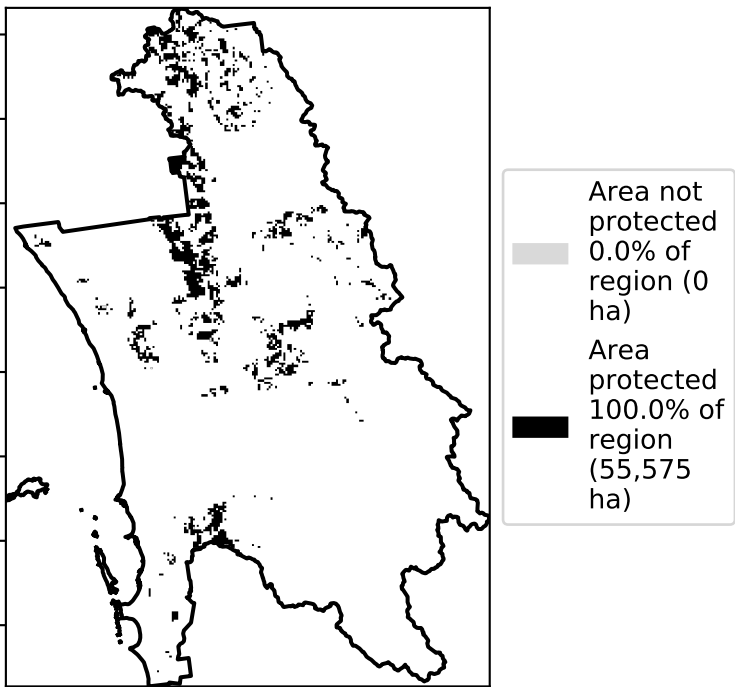 Area not
protected
0.0% of
region (0
ha)
Area
protected
100.0% of
region
(55,575
ha)